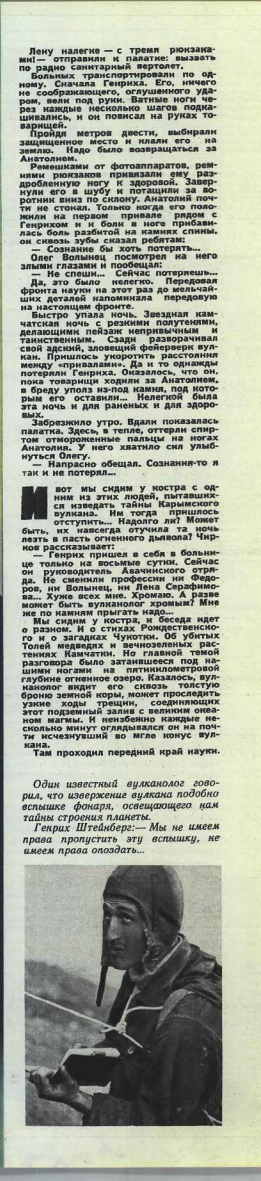 Лену налегке — с тремя рюкзака-
ми! — отправили к палатке: вызвать
по радио санитарный вертолет.
Больных транспортировали по од-
ному. Сначала Генриха. Его, ничего
не соображающего, оглушенного уда-
ром, вели под руки. Ватные ноги че-
рез каждые несколько шагов подка-
шивались, и он повисал на руках то-
варищей.
Пройдя метров двести, выбирали
защищенное место и клали его на
землю. Надо было возвращаться за
Анатолием.
Ремешками от фотоаппаратов, рем-
нями рюкзаков привязали ему раз-
дробленную ногу к здоровой. Завер-
нули его в шубу и потащили за во-
ротник вниз по склону. Анатолий поч-
ти не стонал. Только когда его поло-
жили на первом привале рядом с
Генрихом и к боли в ноге прибави-
лась боль разбитой на камнях спины,
он сквозь зубы сказал ребятам:
— Сознание бы хоть потерять...
Олег Волынец посмотрел на него
злыми глазами и пообещал:
— Не спеши... Сейчас потеряешь...
Да, это было нелегко. Передовая
фронта науки на этот раз до мельчай-
ших деталей напоминала передовую
на настоящем фронте.
Быстро упала ночь. Звездная кам-
чатская ночь с резкими полутенями,
делающими пейзаж непривычным и
таинственным. Сзади разворачивал
свой адский, зловещий фейерверк вул-
кан. Пришлось укоротить расстояния
между «привалами». Да и то однажды
потеряли Генриха. Оказалось, что он,
пока товарищи ходили за Анатолием,
в бреду уполз из-под камня, под кото-
рым его оставили... Нелегкой была
эта ночь и для раненых и для здоро-
вых.
Забрезжило утро. Вдали показалась
палатка. Здесь, в тепле, оттерли спир-
том отмороженные пальцы на ногах
Анатолия. У него хватило сил улыб-
нуться Олегу.
— Напрасно обещал. Сознания-то я
так и не потерял...
И вот мы сидим у костра с од-
ним из этих людей, пытавших-
ся изведать тайны Карымского
вулкана. Им тогда пришлось
отступить... Надолго ли? Может
быть, их навсегда отучила та ночь
лезть в пасть огненного дьявола? Чир-
ков рассказывает:
— Генрих пришел в себя в больни-
це только на восьмые сутки. Сейчас
он руководитель Авачинского отря-
да. Не сменили профессии ни Федо-
ров, ни Волынец, ни Лена Серафимо-
ва... Хуже всех мне. Хромаю. А разве
может быть вулканолог хромым? Мне
же по камням прыгать надо...
Мы сидим у костра, и беседа идет
о разном. И о стихах Рождественско-
го и о загадках Чукотки. Об убитых
Толей медведях и вечнозеленых рас-
тениях Камчатки. Но главной темой
разговора было затаившееся под на-
шими ногами на пятикилометровой
глубине огненное озеро. Казалось, вул-
канолог видит его сквозь толстую
броню земной коры, может проследить
узкие ходы трещин, соединяющих
этот подземный залив с великим океа-
ном магмы. И неизбежно каждые не-
сколько минут оглядывался он на поч-
ти исчезнувший во мгле конус вул-
кана.
Там проходил передний край науки.
Один известный вулканолог гово-
рил, что извержение вулкана подобно
вспышке фонаря, освещающего нам
тайны строения планеты.
Генрих Штейнберг:— Мы не имеем
права пропустить эту вспышку, не
имеем права опоздать...